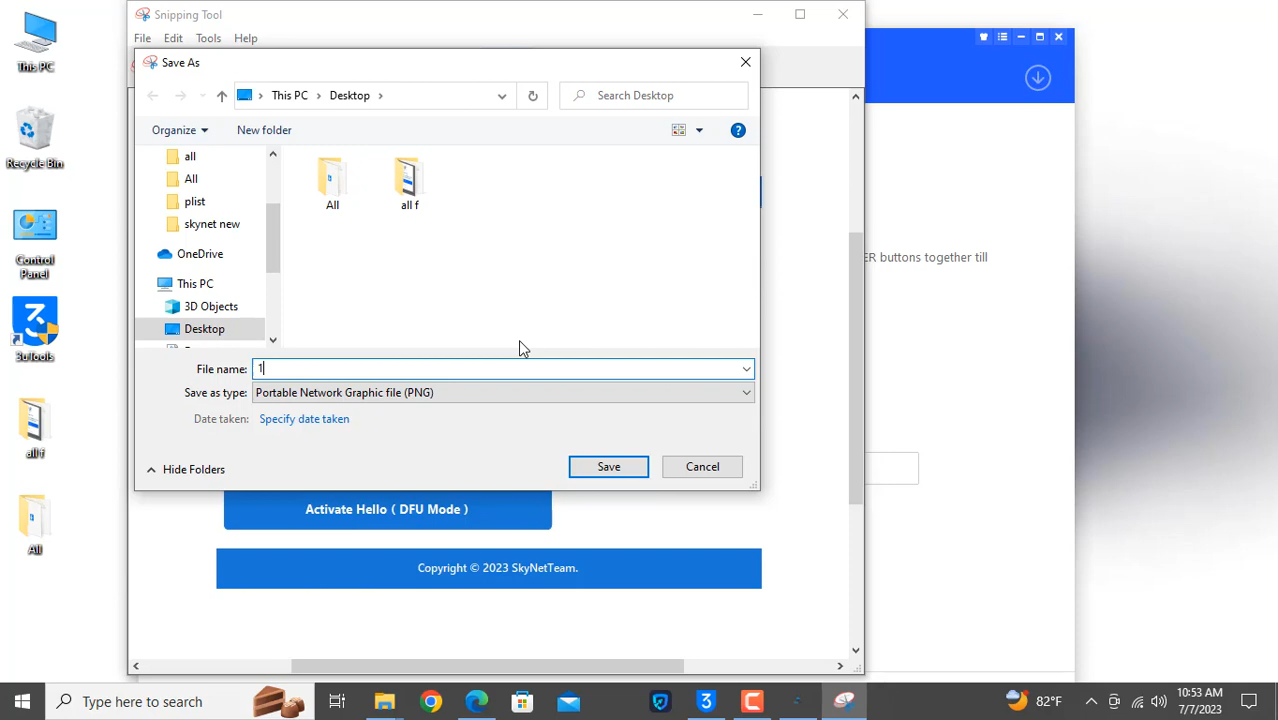 This PC
Recycle Bin
Control
Panel
3uTools
all f
All
Snipping Tool
File Edit Tools Help
Save As
This PC > Desktop >
Search Desktop
Organize
New folder
all
All
plist
skynet new
OneDrive
This PC
3D Objects
Desktop
All
all f
File name: 1
Save as type: Portable Network Graphic file (PNG)
Date taken: Specify date taken
Hide Folders
Save
Cancel
ER buttons together till
Activate Hello ( DFU Mode )
Copyright © 2023 SkyNetTeam.
Type here to search
82°F
10:53 AM
7/7/2023